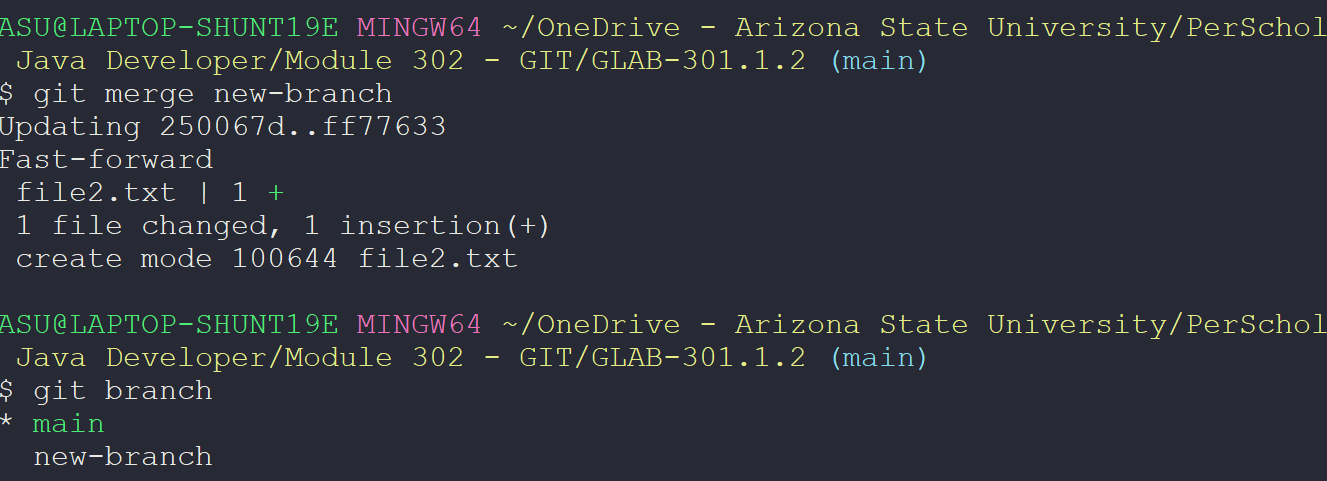 ASU@LAPTOP-SHUNT19E MINGW64 ~/OneDrive - Arizona State University/PerSchol
Java Developer/Module 302 - GIT/GLAB-301.1.2 (main)
$ git merge new-branch
Updating 250067d..ff77633
Fast-forward
file2.txt | 1 +
1 file changed, 1 insertion(+)
create mode 100644 file2.txt
ASU@LAPTOP-SHUNT19E MINGW64 ~/OneDrive - Arizona State University/PerSchol
Java Developer/Module 302 - GIT/GLAB-301.1.2 (main)
$ git branch
* main
new-branch